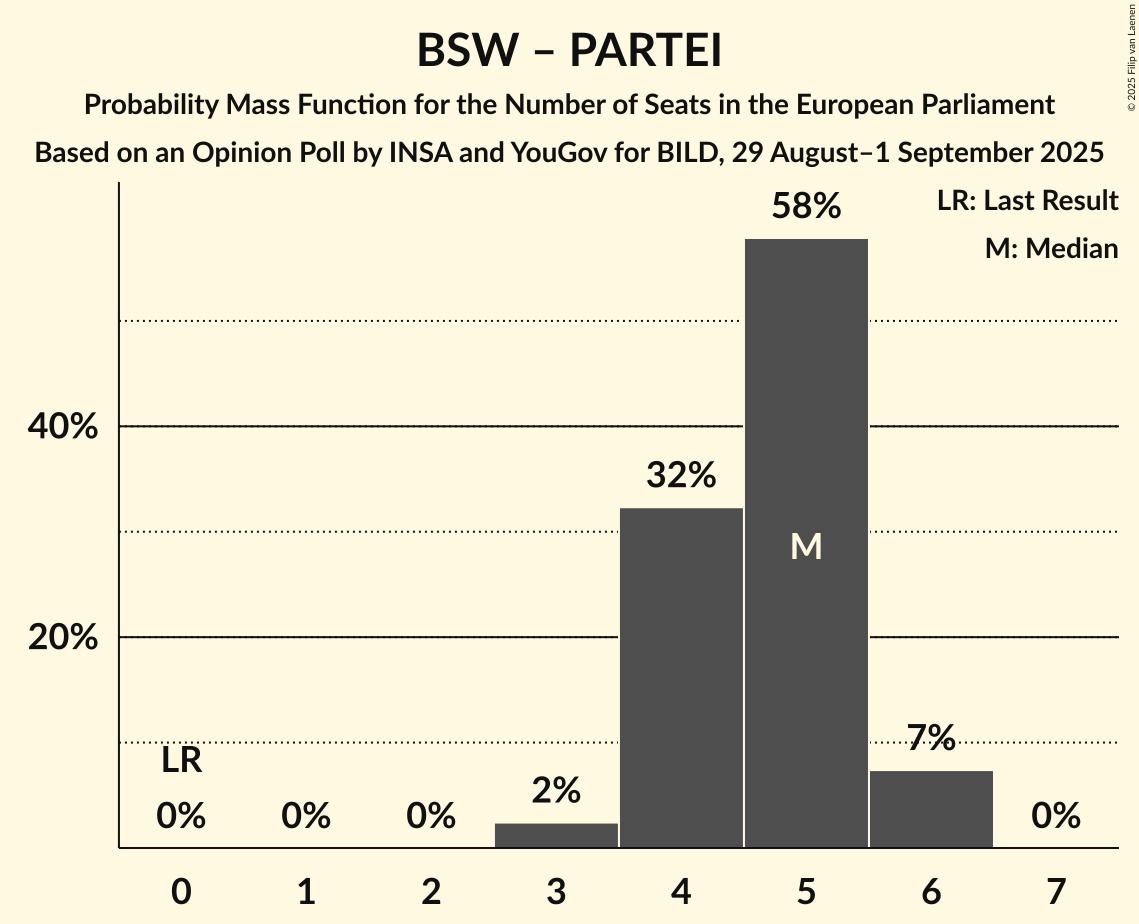 BSW – PARTEI
Probability Mass Function for the Number of Seats in the European Parliament
Based on an Opinion Poll by INSA and YouGov for BILD, 29 August–1 September 2025
© 2025 Filip van Laenen
LR: Last Result
M: Median
58%
40%
32%
M
20%
7%
LR
2%
0% 0% 0% 0%
0 1 2 3 4 5 6 7